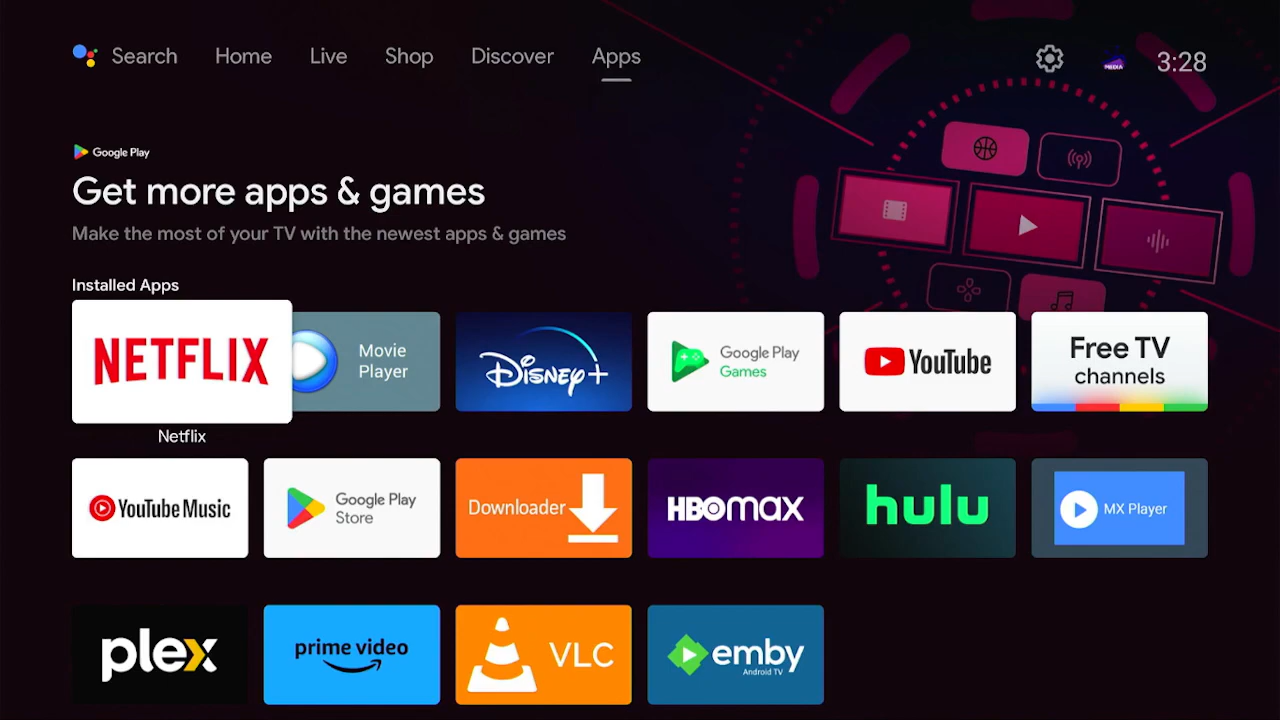 Search Home Live Shop Discover Apps
MEDIA 3:28
Google Play
Get more apps & games
Make the most of your TV with the newest apps & games
Installed Apps
NETFLIX
Movie
Player
Disney+
Google Play
Games
YouTube
Free TV
channels
Netflix
YouTube Music
Google Play
Store
Downloader
HBOMAX
hulu
MX Player
plex
prime video
VLC
emby
Android TV